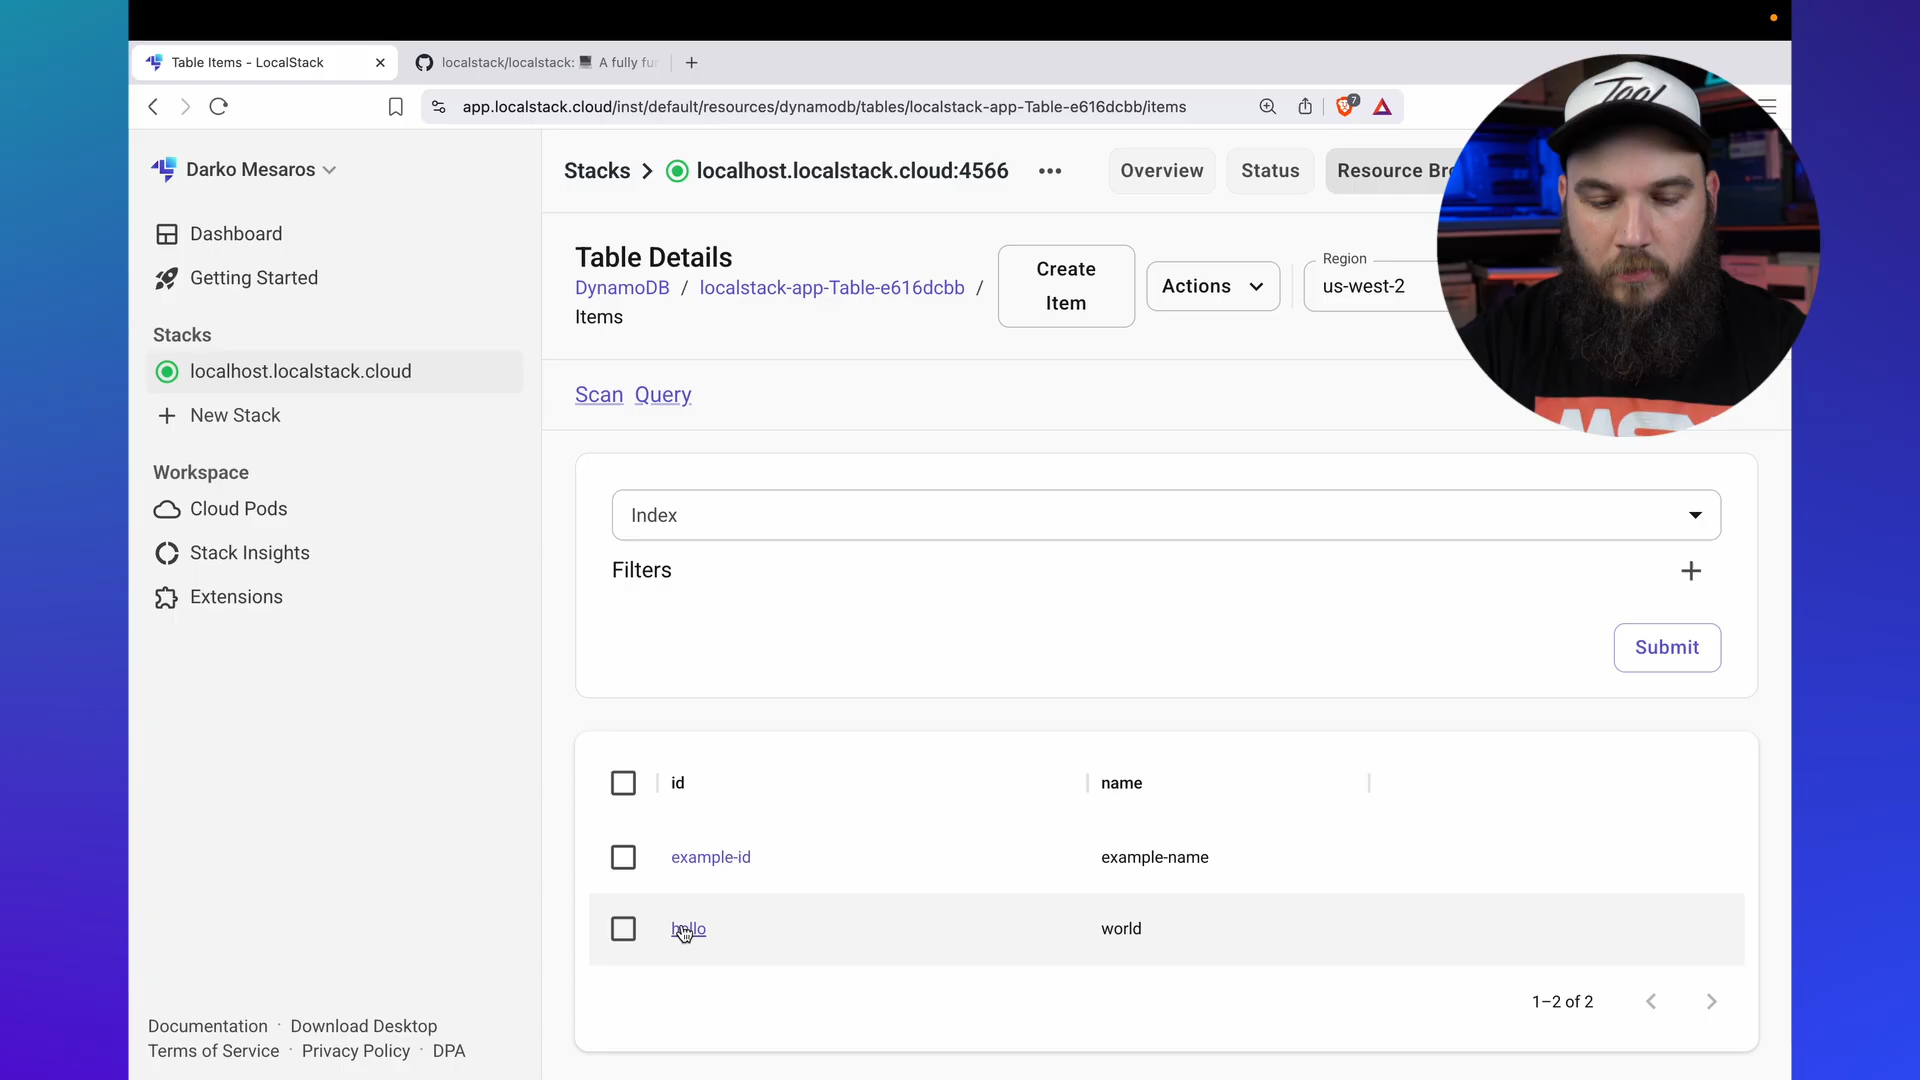 Table Items - LocalStack
localstack/localstack: 💻 A fully fu
app.localstack.cloud/inst/default/resources/dynamodb/tables/localstack-app-Table-e616dcbb/items
7
Darko Mesaros
Dashboard
Getting Started
Stacks
localhost.localstack.cloud
New Stack
Workspace
Cloud Pods
Stack Insights
Extensions
Documentation · Download Desktop
Terms of Service · Privacy Policy · DPA
Stacks > localhost.localstack.cloud:4566
Overview
Status
Resource Bro
Table Details
DynamoDB / localstack-app-Table-e616dcbb /
Items
Create
Item
Actions
Region
us-west-2
Scan Query
Index
Filters
Submit
id name
example-id example-name
hello world
1–2 of 2
Tool